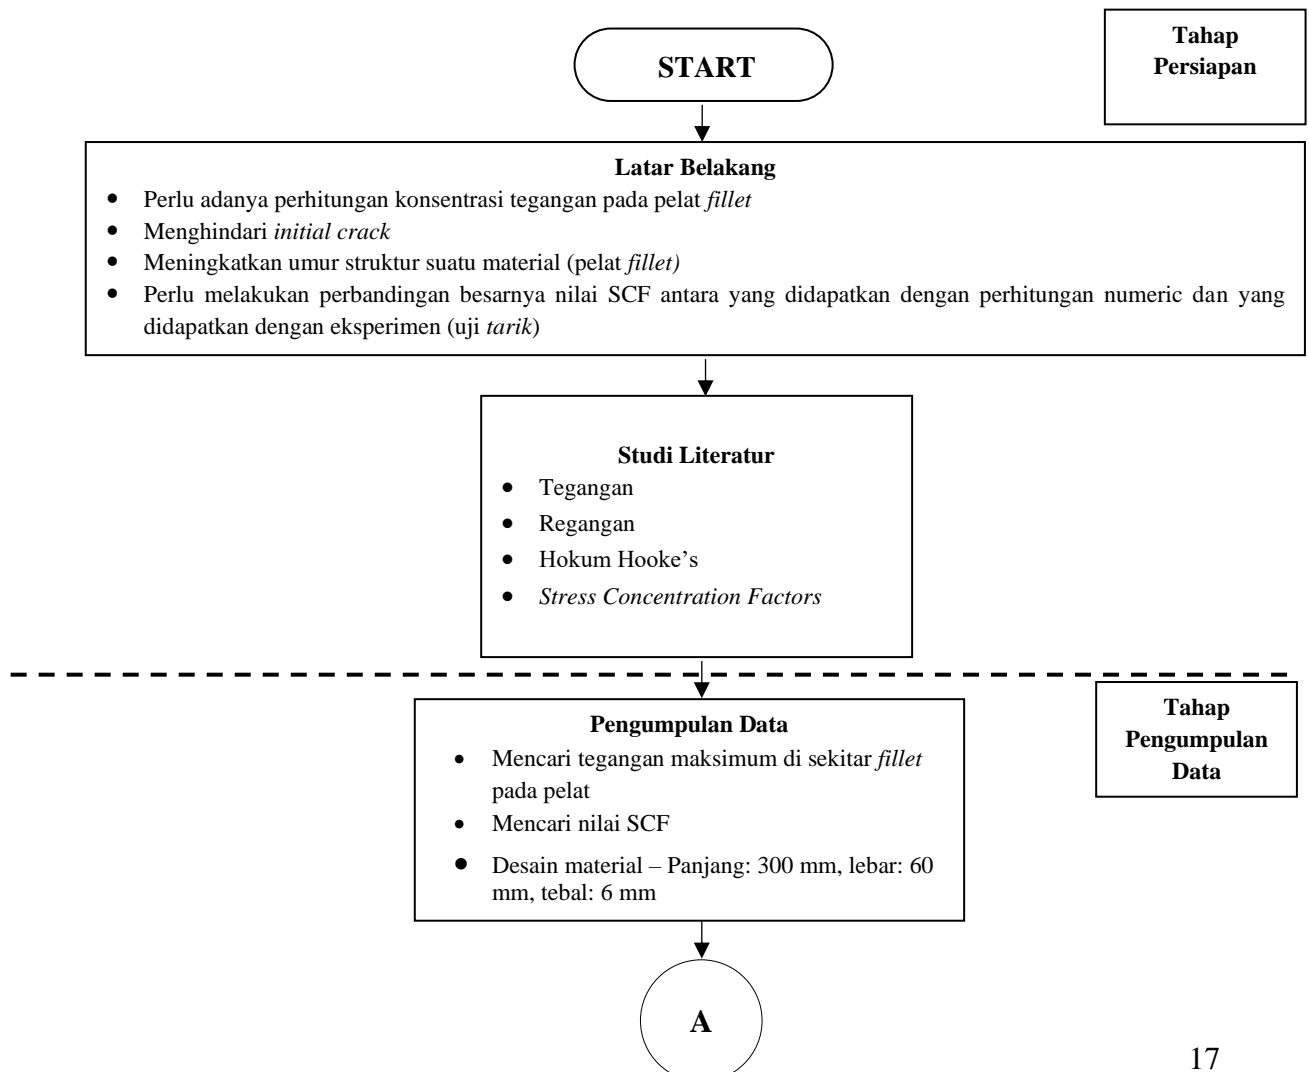 START
Tahap
Persiapan
Latar Belakang
• Perlu adanya perhitungan konsentrasi tegangan pada pelat fillet
• Menghindari initial crack
• Meningkatkan umur struktur suatu material (pelat fillet)
• Perlu melakukan perbandingan besarnya nilai SCF antara yang didapatkan dengan perhitungan numeric dan yang
didapatkan dengan eksperimen (uji tarik)
Studi Literatur
• Tegangan
• Regangan
• Hokum Hooke’s
• Stress Concentration Factors
Tahap
Pengumpulan
Data
Pengumpulan Data
• Mencari tegangan maksimum di sekitar fillet
pada pelat
• Mencari nilai SCF
• Desain material – Panjang: 300 mm, lebar: 60
mm, tebal: 6 mm
A
17